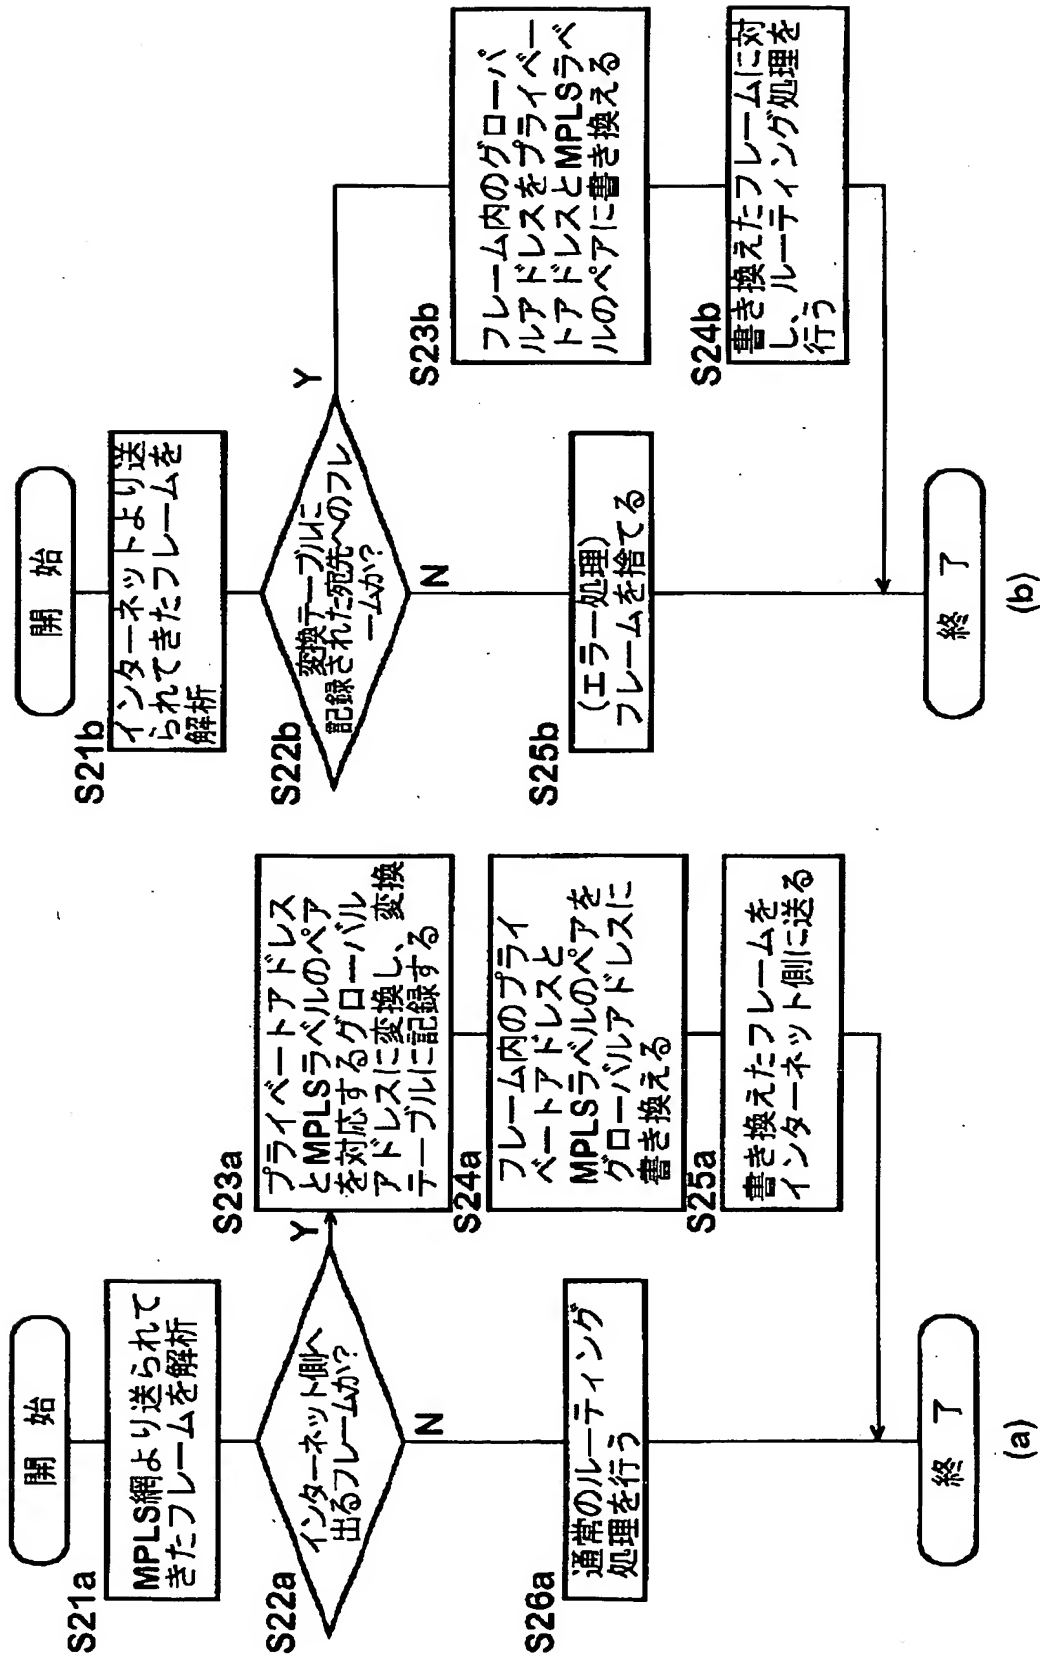 開 始
S21a
MPLS網より送られて
きたフレームを解析
S22a
インターネット側へ
出るフレームか?
Y
N
S23a
プライベートアドレス
とMPLSラベルのペア
を対応するグローバル
アドレスに変換し、変換
テーブルに記録する
S24a
フレーム内のプライ
ベートアドレスと
MPLSラベルのペアを
グローバルアドレスに
書き換える
S25a
書き換えたフレームを
インターネット側に送る
S26a
通常のルーティング
処理を行う
終 了
(a)
開 始
S21b
インターネットより送
られてきたフレームを
解析
S22b
変換テーブルに
記録された宛先へのフレ
ームか?
Y
N
S23b
フレーム内のグローバ
ルアドレスをプライベー
トアドレスとMPLSラベ
ルのペアに書き換える
S24b
書き換えたフレームに対
し、ルーティング処理を
行う
S25b
(エラー処理)
フレームを捨てる
終 了
(b)